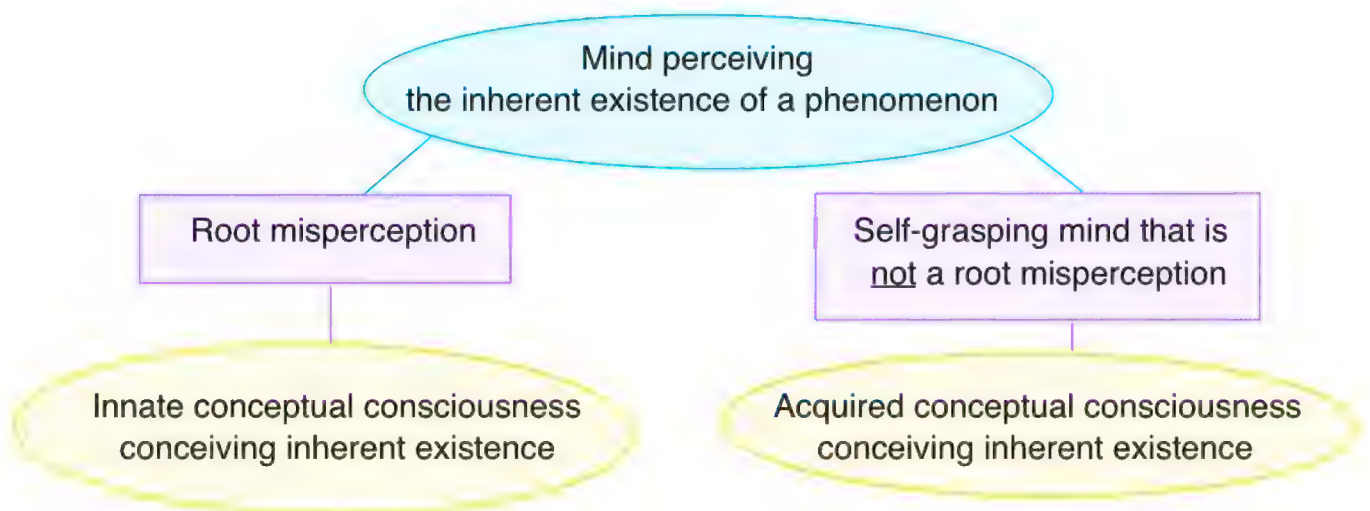 Mind perceiving
the inherent existence of a phenomenon
Root misperception
Self-grasping mind that is
not a root misperception
Innate conceptual consciousness
conceiving inherent existence
Acquired conceptual consciousness
conceiving inherent existence